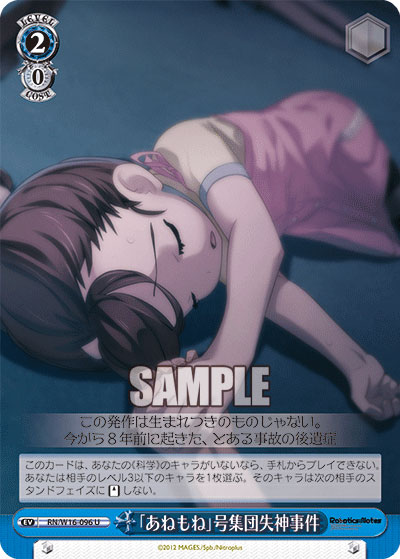 LEVEL
2
0
COST
SAMPLE
この発作は生まれつきのものじゃない。
今から8年前に起きた、とある事故の後遺症
このカードは、あなたの《科学》のキャラがいないなら、手札からプレイできない。
あなたは相手のレベル3以下のキャラを1枚選ぶ。そのキャラは次の相手の
スタンドフェイズに
しない。
EV RN/W16-096 U 「あねもね」号集団失神事件 Robotics;Notes
©2012 MAGES./5pb./Nitroplus